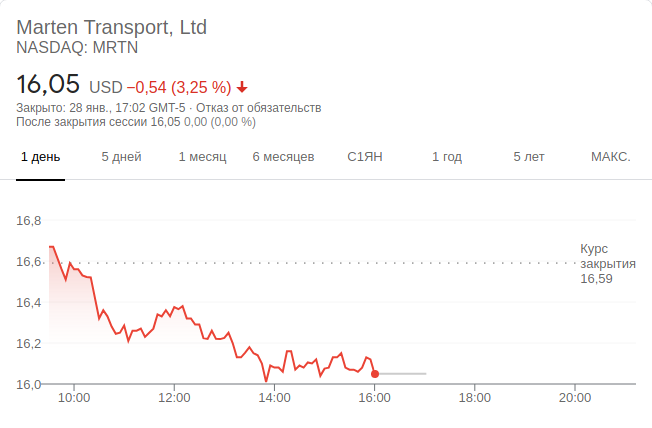 Marten Transport, Ltd
NASDAQ: MRTN
16,05 USD −0,54 (3,25 %)
Закрыто: 28 янв., 17:02 GMT-5 · Отказ от обязательств
После закрытия сессии 16,05 0,00 (0,00 %)
1 день 5 дней 1 месяц 6 месяцев С1ЯН 1 год 5 лет МАКС.
16,8
16,6
16,4
16,2
16,0
Курс
закрытия
16,59
10:00 12:00 14:00 16:00 18:00 20:00